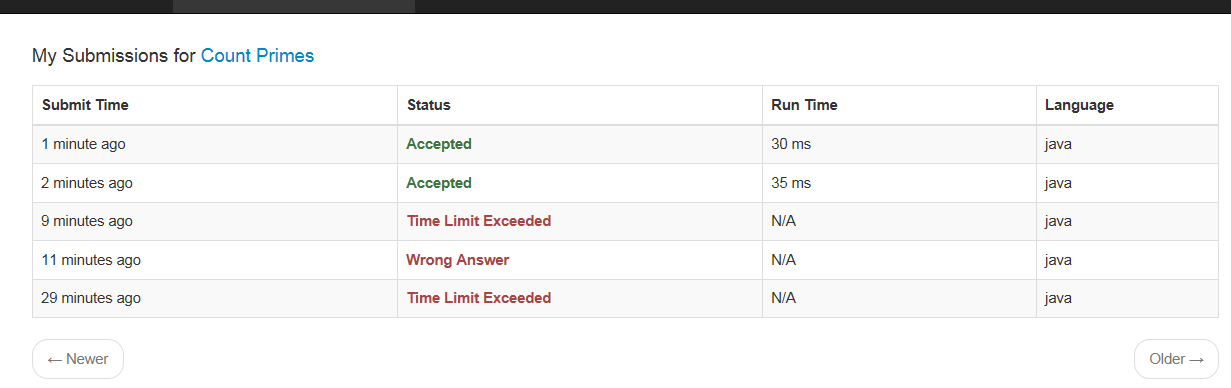 My Submissions for Count Primes
Submit Time Status Run Time Language
1 minute ago Accepted 30 ms java
2 minutes ago Accepted 35 ms java
9 minutes ago Time Limit Exceeded N/A java
11 minutes ago Wrong Answer N/A java
29 minutes ago Time Limit Exceeded N/A java
← Newer Older →